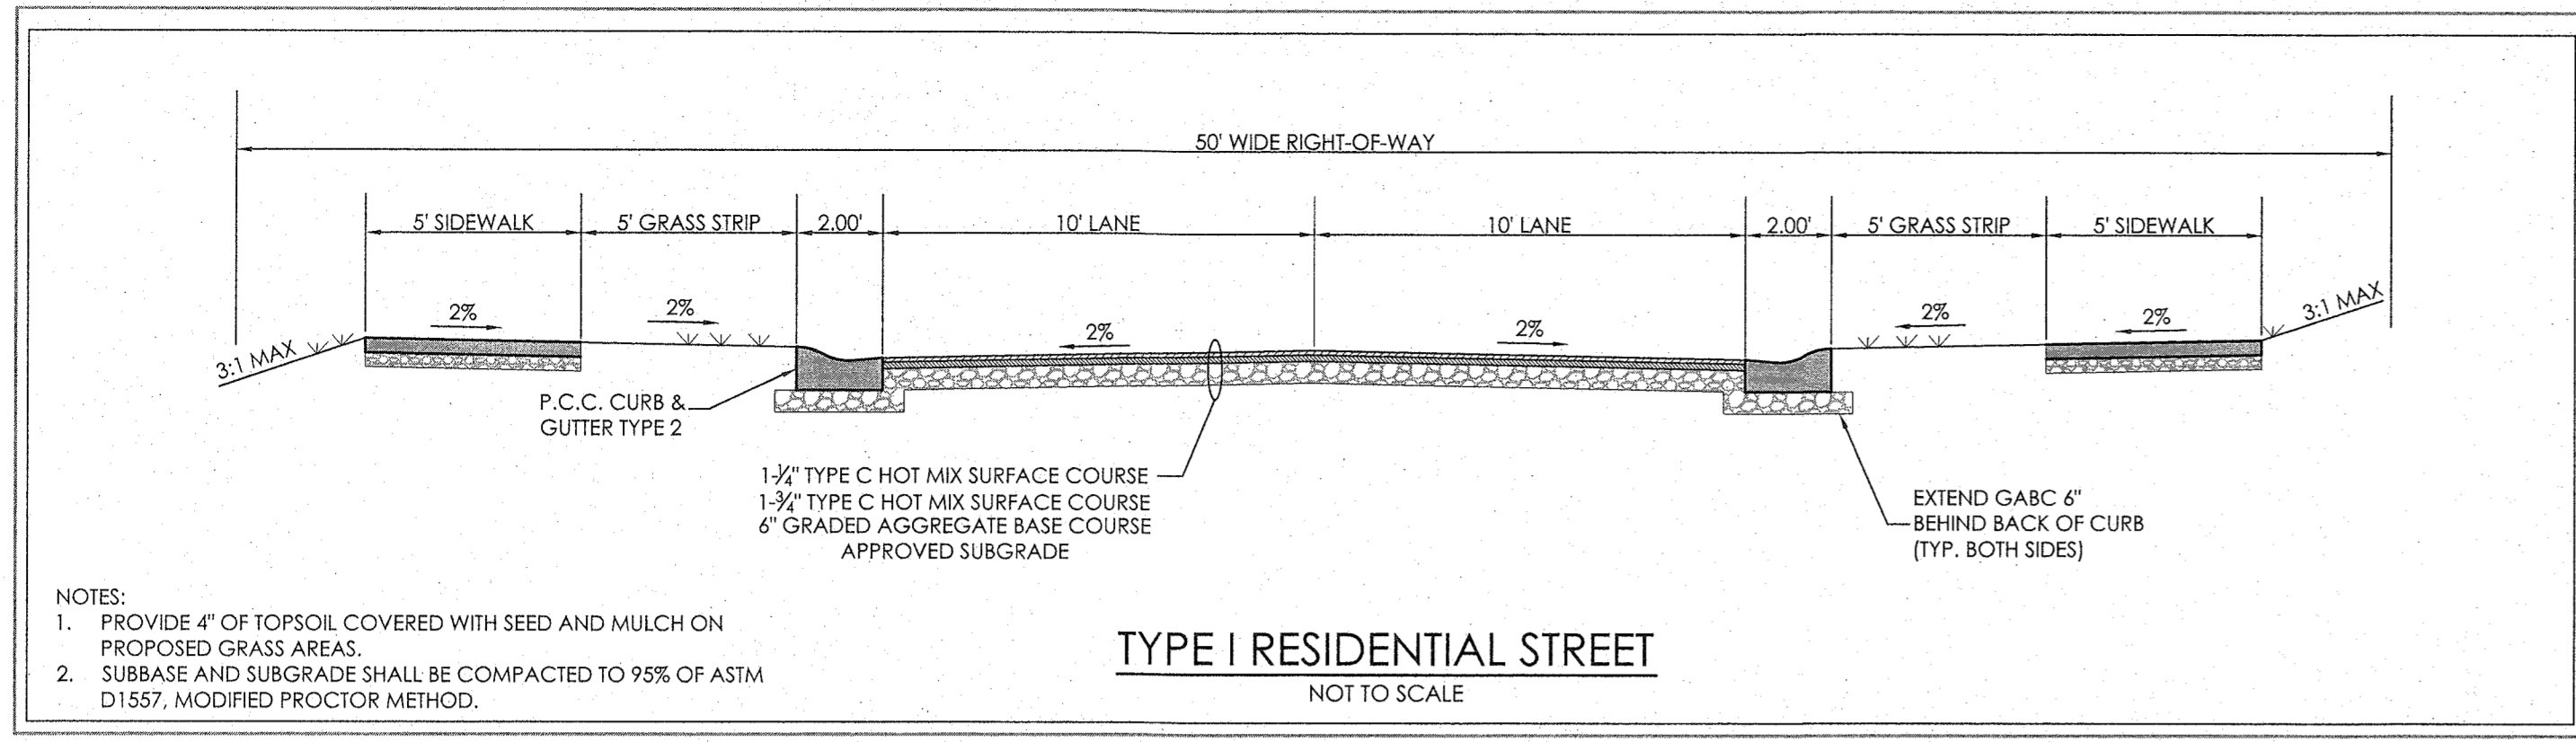 50' WIDE RIGHT-OF-WAY
5' SIDEWALK
5' GRASS STRIP
2.00'
10' LANE
10' LANE
2.00'
5' GRASS STRIP
5' SIDEWALK
3:1 MAX
2%
2%
2%
2%
2%
2%
3:1 MAX
P.C.C. CURB &
GUTTER TYPE 2
1-1/4" TYPE C HOT MIX SURFACE COURSE
1-3/4" TYPE C HOT MIX SURFACE COURSE
6" GRADED AGGREGATE BASE COURSE
APPROVED SUBGRADE
EXTEND GABC 6"
BEHIND BACK OF CURB
(TYP. BOTH SIDES)
NOTES:
1. PROVIDE 4" OF TOPSOIL COVERED WITH SEED AND MULCH ON
PROPOSED GRASS AREAS.
2. SUBBASE AND SUBGRADE SHALL BE COMPACTED TO 95% OF ASTM
D1557, MODIFIED PROCTOR METHOD.
TYPE I RESIDENTIAL STREET
NOT TO SCALE